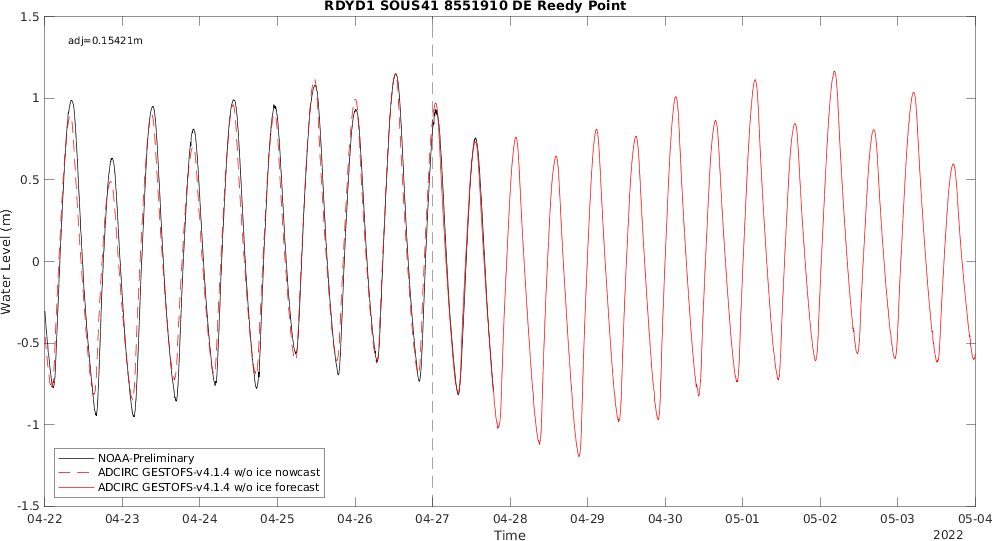 RDYD1 SOUS41 8551910 DE Reedy Point
adj=0.15421m
1.5
1
0.5
0
-0.5
-1
-1.5
Water Level (m)
NOAA-Preliminary
ADCIRC GESTOFS-v4.1.4 w/o ice nowcast
ADCIRC GESTOFS-v4.1.4 w/o ice forecast
04-22 04-23 04-24 04-25 04-26 04-27 04-28 04-29 04-30 05-01 05-02 05-03 05-04
Time
2022